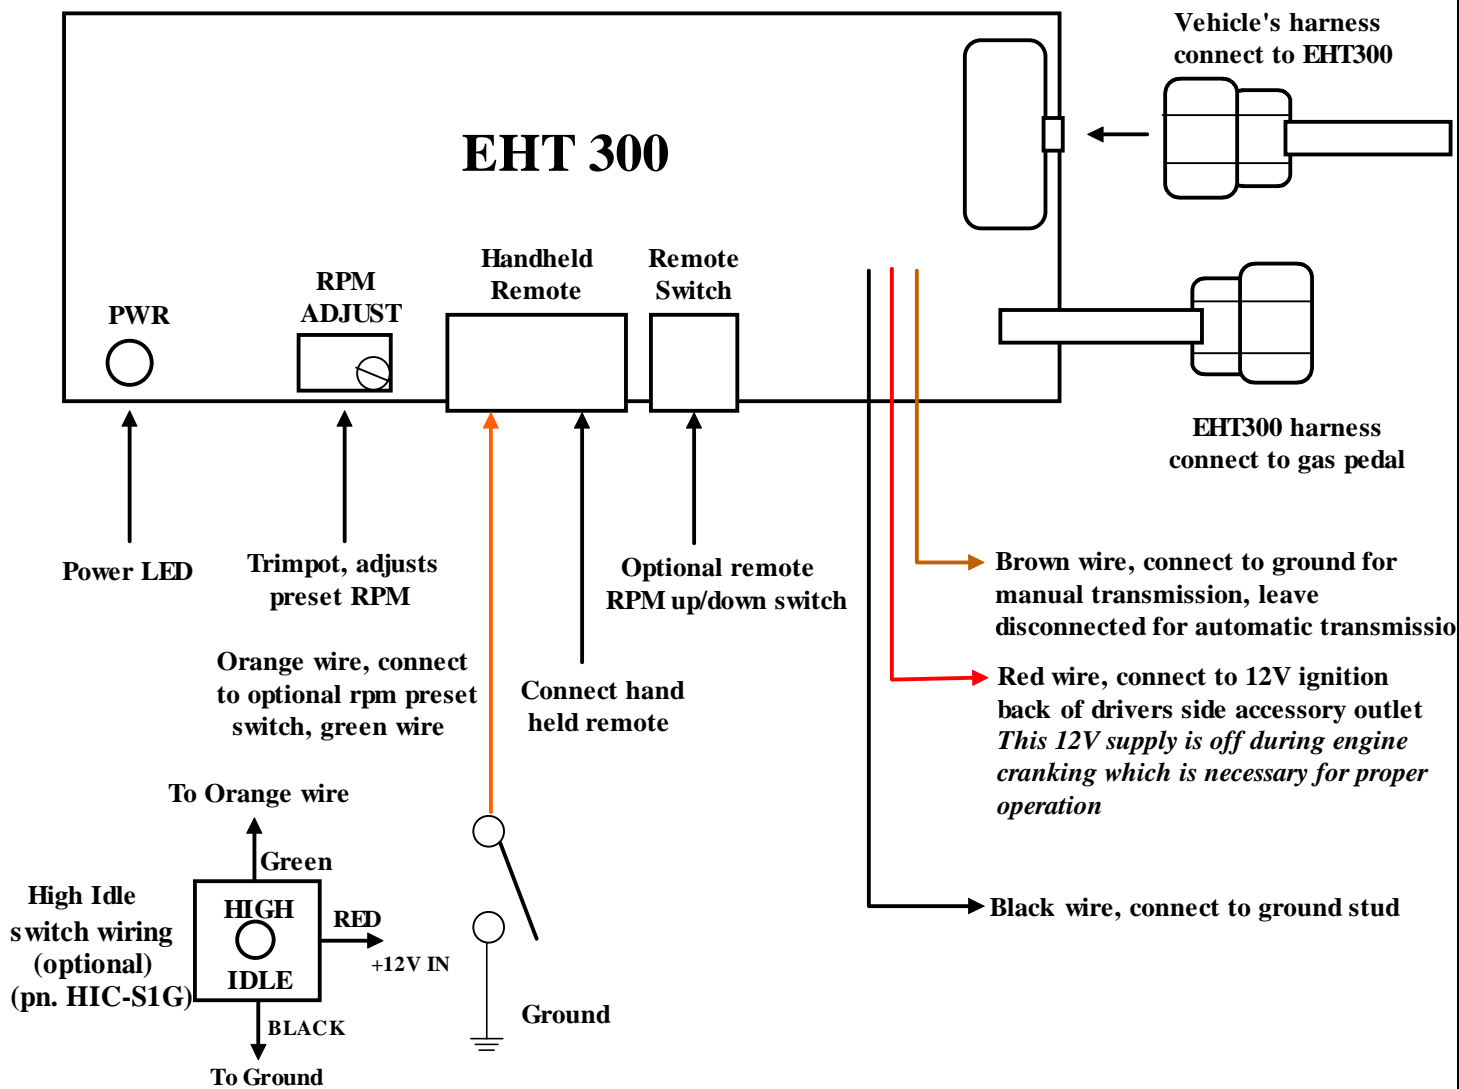 Vehicle's harness
connect to EHT300
EHT 300
Handheld
Remote
Remote
Switch
RPM
ADJUST
PWR
EHT300 harness
connect to gas pedal
Power LED
Trimpot, adjusts
preset RPM
Optional remote
RPM up/down switch
Brown wire, connect to ground for
manual transmission, leave
disconnected for automatic transmissio
Orange wire, connect
to optional rpm preset
switch, green wire
Connect hand
held remote
Red wire, connect to 12V ignition
back of drivers side accessory outlet
This 12V supply is off during engine
cranking which is necessary for proper
operation
To Orange wire
Green
High Idle
switch wiring
(optional)
(pn. HIC-S1G)
HIGH
IDLE
RED
+12V IN
BLACK
To Ground
Ground
Black wire, connect to ground stud